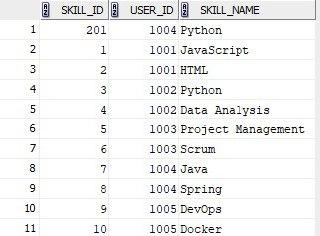 SKILL_ID USER_ID SKILL_NAME
1 201 1004 Python
2 1 1001 JavaScript
3 2 1001 HTML
4 3 1002 Python
5 4 1002 Data Analysis
6 5 1003 Project Management
7 6 1003 Scrum
8 7 1004 Java
9 8 1004 Spring
10 9 1005 DevOps
11 10 1005 Docker